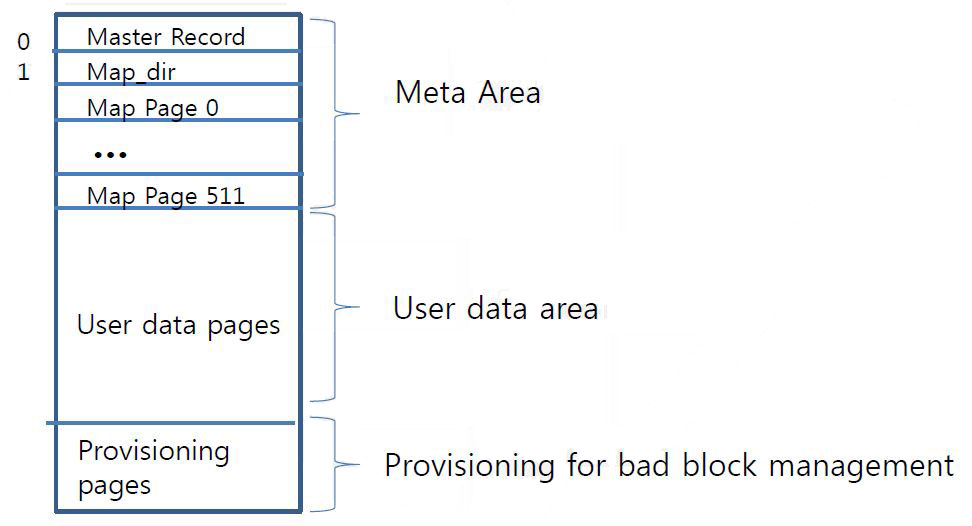 0
Master Record
1
Map_dir
Map Page 0
...
Map Page 511
Meta Area
User data pages
User data area
Provisioning
pages
Provisioning for bad block management